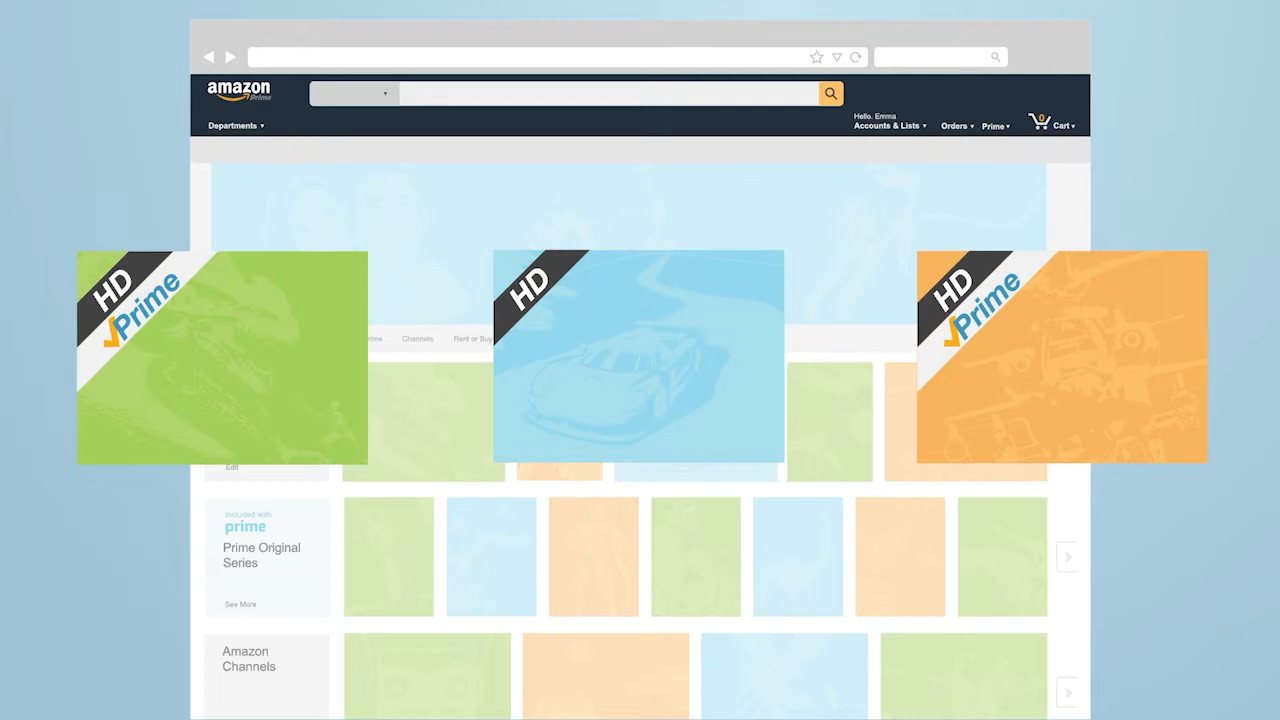 amazon
Prime
Departments
Hello, Emma
Accounts & Lists
Orders
Prime
0
Cart
HD
Prime
HD
HD
Prime
Channels
Rent or Buy
Edit
Included with
prime
Prime Original
Series
See More
Amazon
Channels